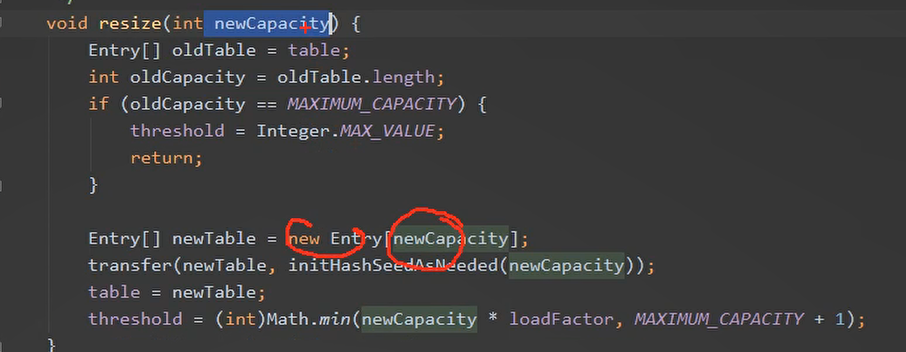 void resize(int newCapacity) {
Entry[] oldTable = table;
int oldCapacity = oldTable.length;
if (oldCapacity == MAXIMUM_CAPACITY) {
threshold = Integer.MAX_VALUE;
return;
}
Entry[] newTable = new Entry[newCapacity];
transfer(newTable, initHashSeedAsNeeded(newCapacity));
table = newTable;
threshold = (int)Math.min(newCapacity * loadFactor, MAXIMUM_CAPACITY + 1);
}